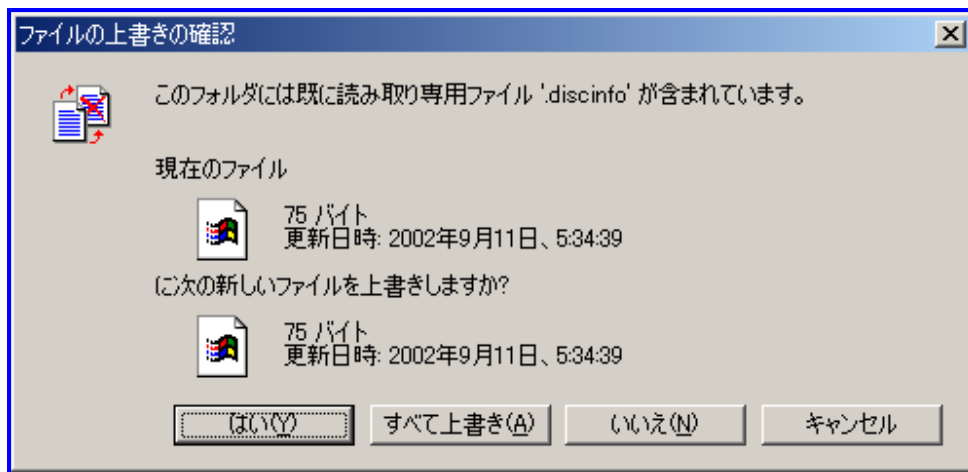 ファイルの上書きの確認
このフォルダには既に読み取り専用ファイル '.discinfo' が含まれています。
現在のファイル
75 バイト
更新日時: 2002年9月11日、5:34:39
に次の新しいファイルを上書きしますか?
75 バイト
更新日時: 2002年9月11日、5:34:39
はい(Y) すべて上書き(A) いいえ(N) キャンセル